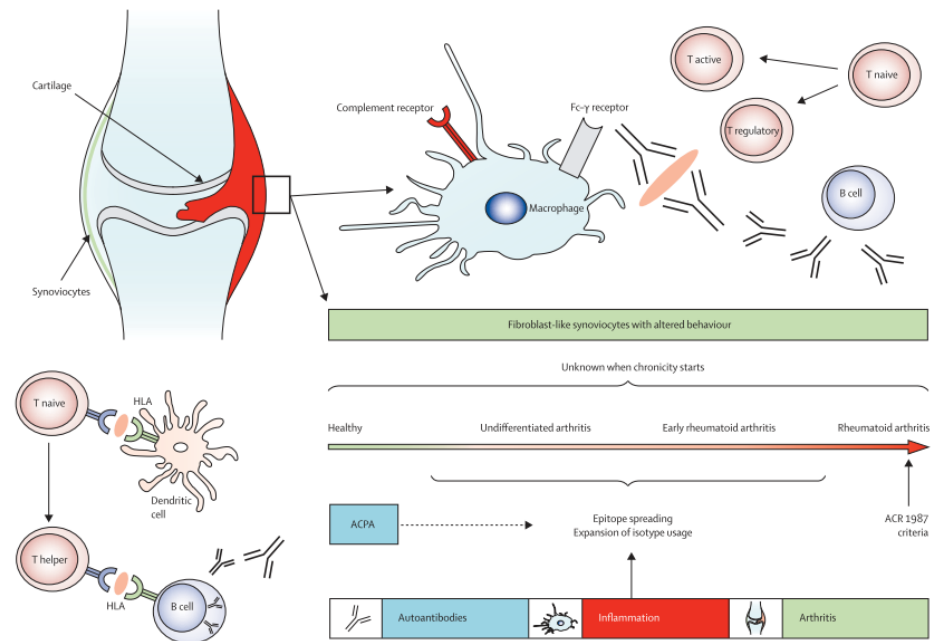 Cartilage
Synoviocytes
Complement receptor
Fc-γ receptor
Macrophage
T active
T naive
T regulatory
B cell
Fibroblast-like synoviocytes with altered behaviour
Unknown when chronicity starts
Healthy
Undifferentiated arthritis
Early rheumatoid arthritis
Rheumatoid arthritis
ACPA
Epitope spreading
Expansion of isotype usage
ACR 1987
criteria
Autoantibodies
Inflammation
Arthritis
T naive
HLA
Dendritic
cell
T helper
HLA
B cell